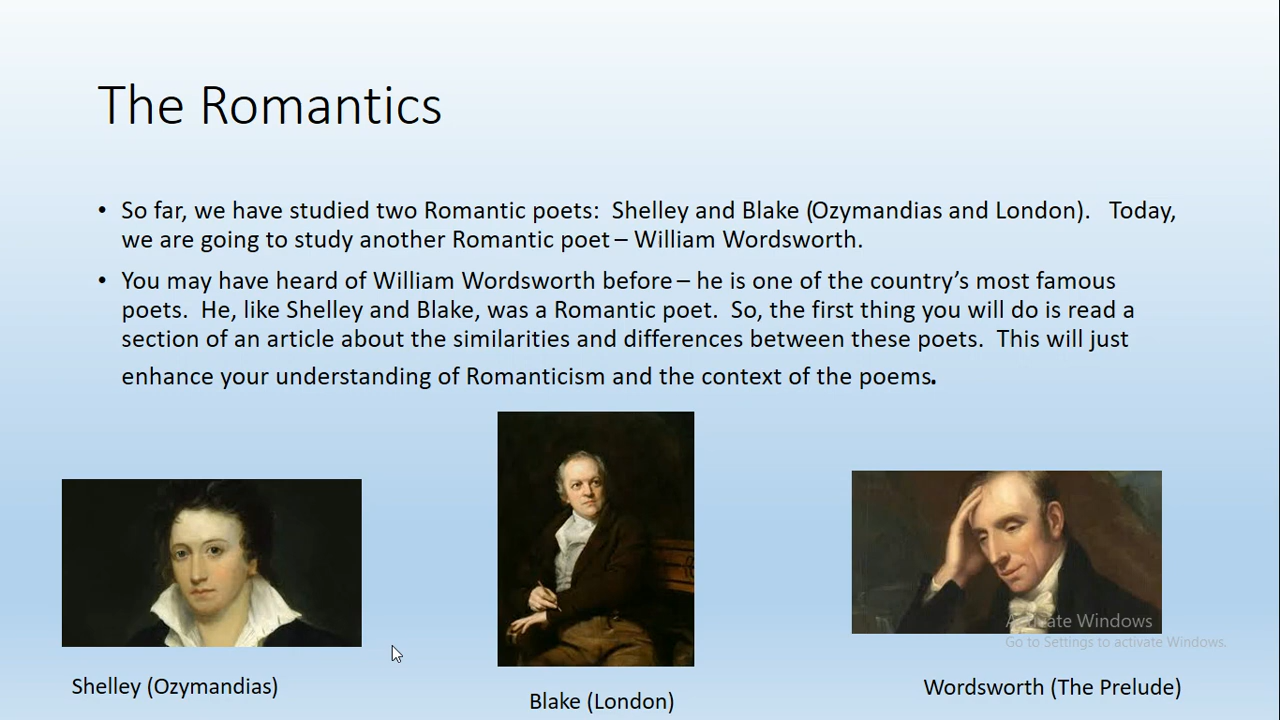 The Romantics
• So far, we have studied two Romantic poets:  Shelley and Blake (Ozymandias and London).   Today,
we are going to study another Romantic poet – William Wordsworth.
• You may have heard of William Wordsworth before – he is one of the country’s most famous
poets.  He, like Shelley and Blake, was a Romantic poet.  So, the first thing you will do is read a
section of an article about the similarities and differences between these poets.  This will just
enhance your understanding of Romanticism and the context of the poems.
Activate Windows
Go to Settings to activate Windows.
Shelley (Ozymandias)
Blake (London)
Wordsworth (The Prelude)